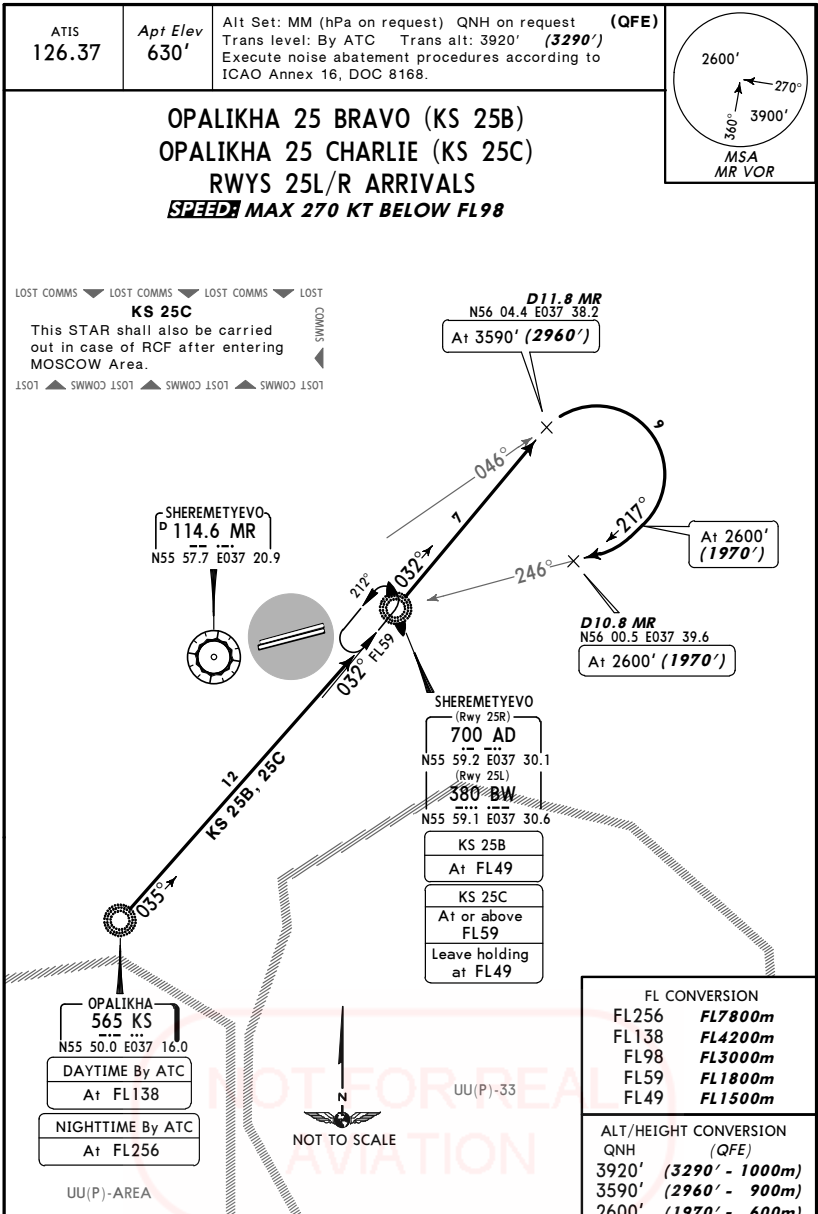 ATIS
126.37
Apt Elev
630'
Alt Set: MM (hPa on request) QNH on request (QFE)
Trans level: By ATC Trans alt: 3920' (3290')
Execute noise abatement procedures according to
ICAO Annex 16, DOC 8168.
2600'
270°
3900'
360°
MSA
MR VOR
OPALIKHA 25 BRAVO (KS 25B)
OPALIKHA 25 CHARLIE (KS 25C)
RWYS 25L/R ARRIVALS
SPEED: MAX 270 KT BELOW FL98
LOST COMMS LOST COMMS LOST COMMS LOST
COMMS
KS 25C
This STAR shall also be carried
out in case of RCF after entering
MOSCOW Area.
LOST COMMS LOST COMMS LOST COMMS LOST
D11.8 MR
N56 04.4 E037 38.2
At 3590' (2960')
046°
9
7
217°
At 2600'
(1970')
SHEREMETYEVO
D 114.6 MR
N55 57.7 E037 20.9
212°
032°
246°
D10.8 MR
N56 00.5 E037 39.6
At 2600' (1970')
032° FL59
SHEREMETYEVO
(Rwy 25R)
700 AD
N55 59.2 E037 30.1
(Rwy 25L)
380 BW
N55 59.1 E037 30.6
KS 25B
At FL49
KS 25C
At or above
FL59
Leave holding
at FL49
12
KS 25B, 25C
035°
OPALIKHA
565 KS
N55 50.0 E037 16.0
DAYTIME By ATC
At FL138
NIGHTTIME By ATC
At FL256
UU(P)-AREA
N
NOT TO SCALE
UU(P)-33
NOT FOR REAL
AVIATION
FL CONVERSION
FL256 FL7800m
FL138 FL4200m
FL98 FL3000m
FL59 FL1800m
FL49 FL1500m
ALT/HEIGHT CONVERSION
QNH (QFE)
3920' (3290' - 1000m)
3590' (2960' - 900m)
2600' (1970' - 600m)